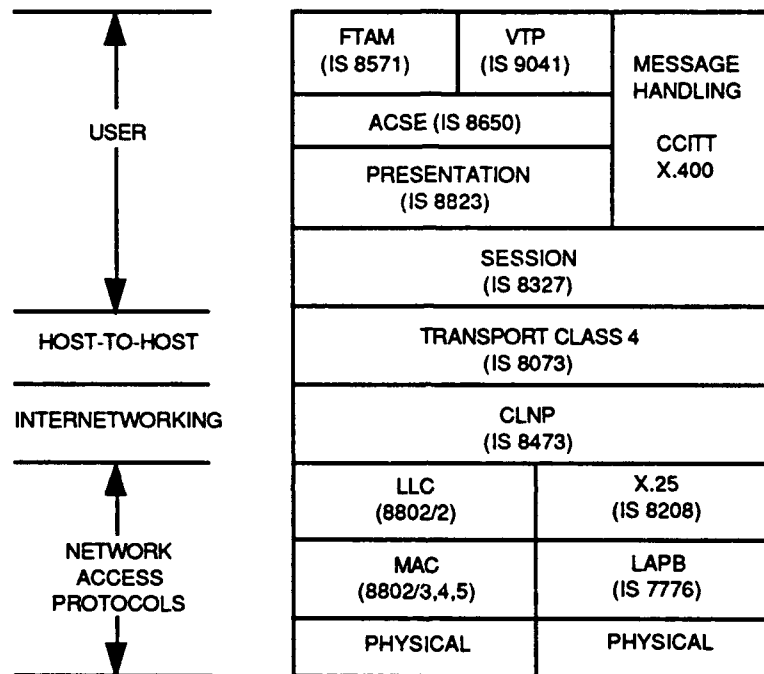 USER
HOST-TO-HOST
INTERNETWORKING
NETWORK
ACCESS
PROTOCOLS
FTAM
(IS 8571)
VTP
(IS 9041)
MESSAGE
HANDLING
CCITT
X.400
ACSE (IS 8650)
PRESENTATION
(IS 8823)
SESSION
(IS 8327)
TRANSPORT CLASS 4
(IS 8073)
CLNP
(IS 8473)
LLC
(8802/2)
X.25
(IS 8208)
MAC
(8802/3,4,5)
LAPB
(IS 7776)
PHYSICAL
PHYSICAL